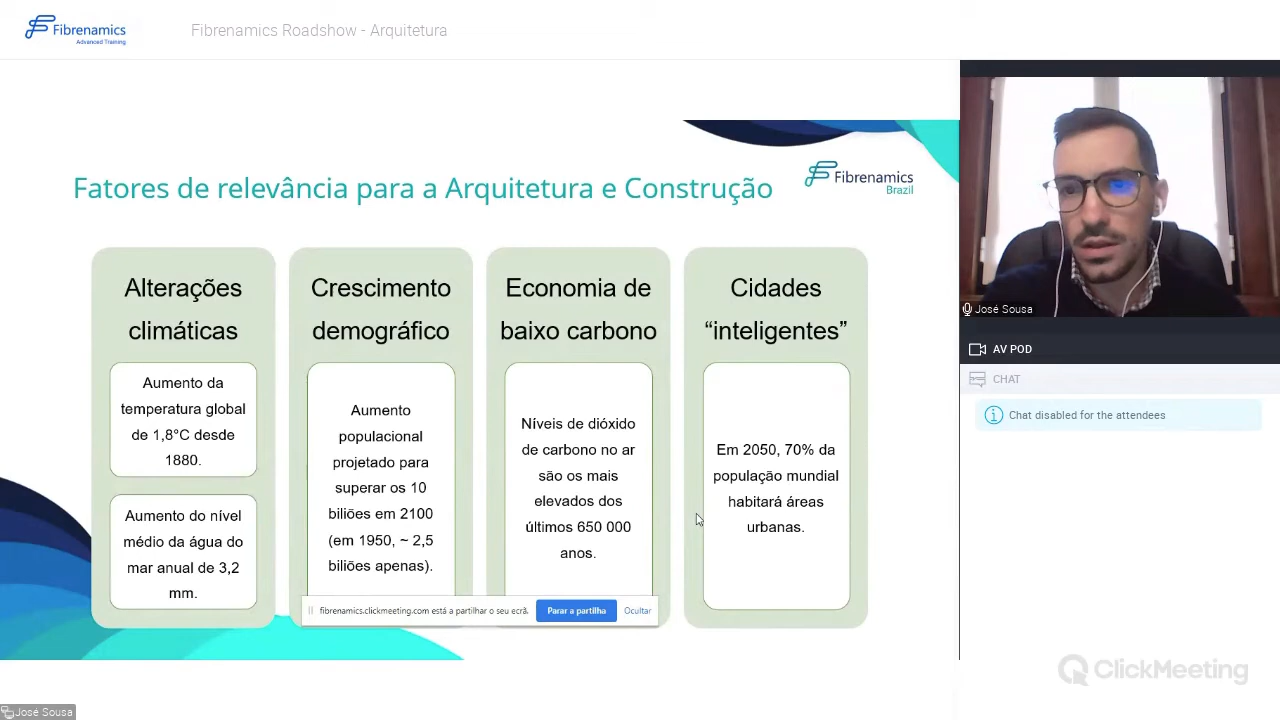 Fibrenamics
Advanced Training
Fibrenamics Roadshow - Arquitetura
Fatores de relevância para a Arquitetura e Construção
Fibrenamics
Brazil
Alterações
climáticas
Aumento da
temperatura global
de 1,8°C desde
1880.
Aumento do nível
médio da água do
mar anual de 3,2
mm.
Crescimento
demográfico
Aumento
populacional
projetado para
superar os 10
biliões em 2100
(em 1950, ~ 2,5
biliões apenas).
Economia de
baixo carbono
Níveis de dióxido
de carbono no ar
são os mais
elevados dos
últimos 650 000
anos.
Cidades
“inteligentes”
Em 2050, 70% da
população mundial
habitará áreas
urbanas.
fibrenamics.clickmeeting.com está a partilhar o seu ecrã.
Parar a partilha
Ocultar
José Sousa
AV POD
CHAT
Chat disabled for the attendees
ClickMeeting
José Sousa